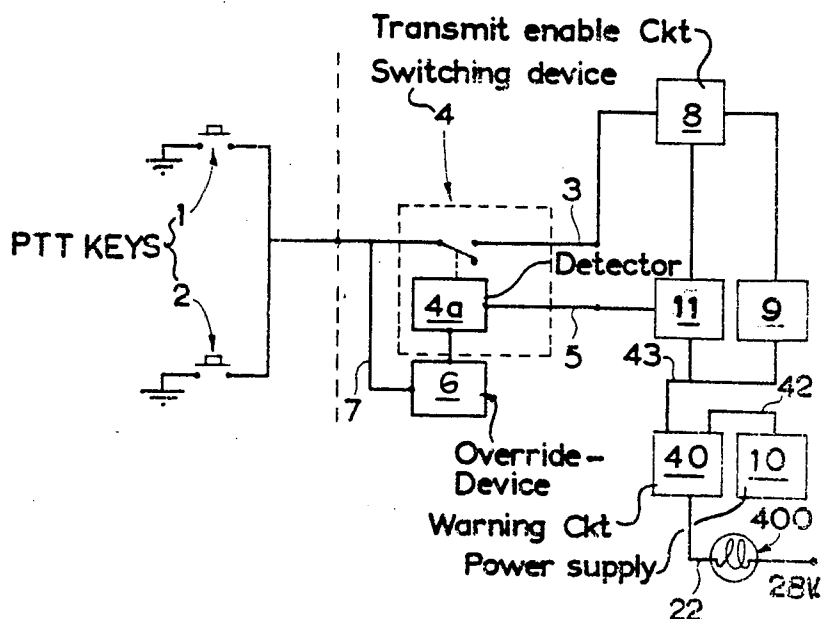 Transmit enable Ckt
Switching device
4
8
1
PTT KEYS
2
3
Detector
4a
11
9
5
43
7
6
42
Override-
Device
40
10
Warning Ckt
400
Power supply
22
28V